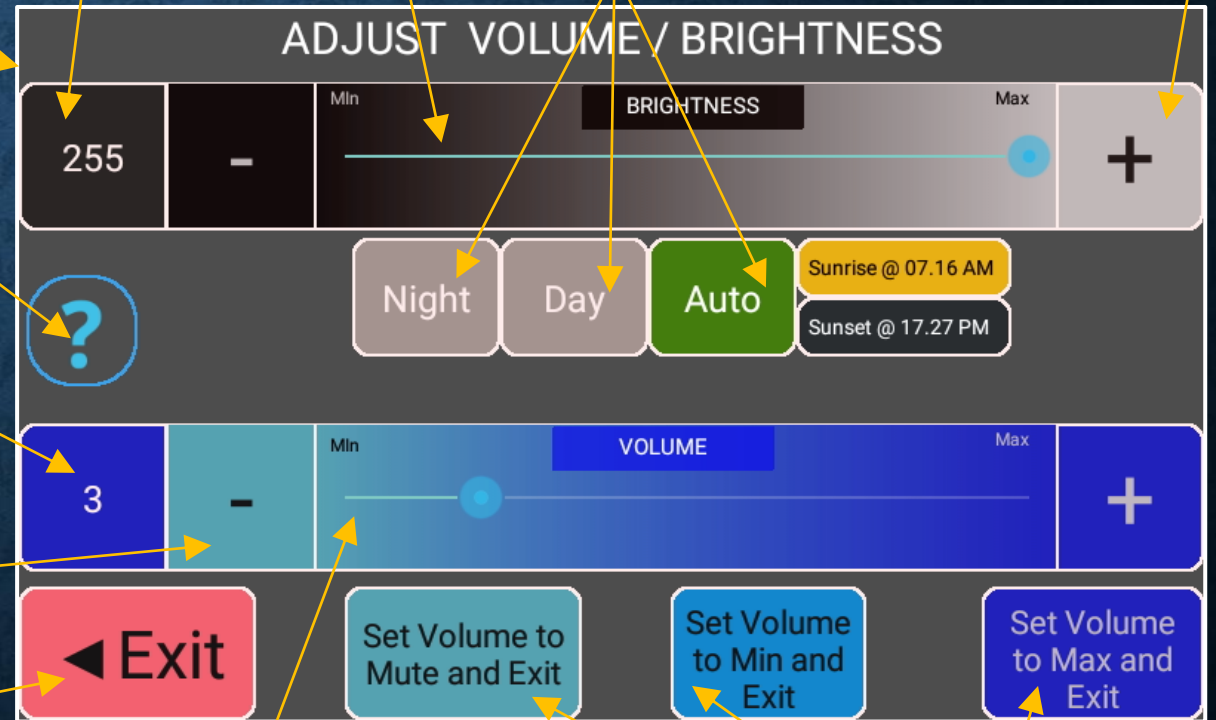 ADJUST VOLUME / BRIGHTNESS
255
-
MIn
BRIGHTNESS
Max
+
Night
Day
Auto
Sunrise @ 07.16 AM
Sunset @ 17.27 PM
?
3
-
MIn
VOLUME
Max
+
◄Exit
Set Volume to
Mute and Exit
Set Volume
to Min and
Exit
Set Volume
to Max and
Exit